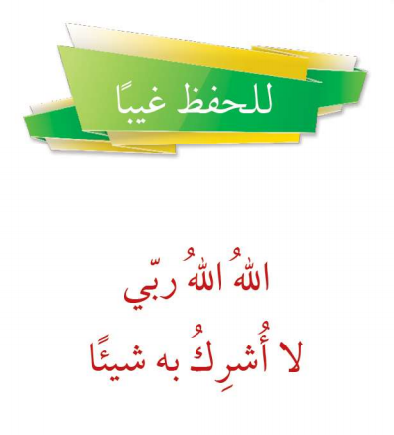 للحفظ غيبًا
اللهُ اللهُ ربّي
لا أُشرِكُ به شيئًا